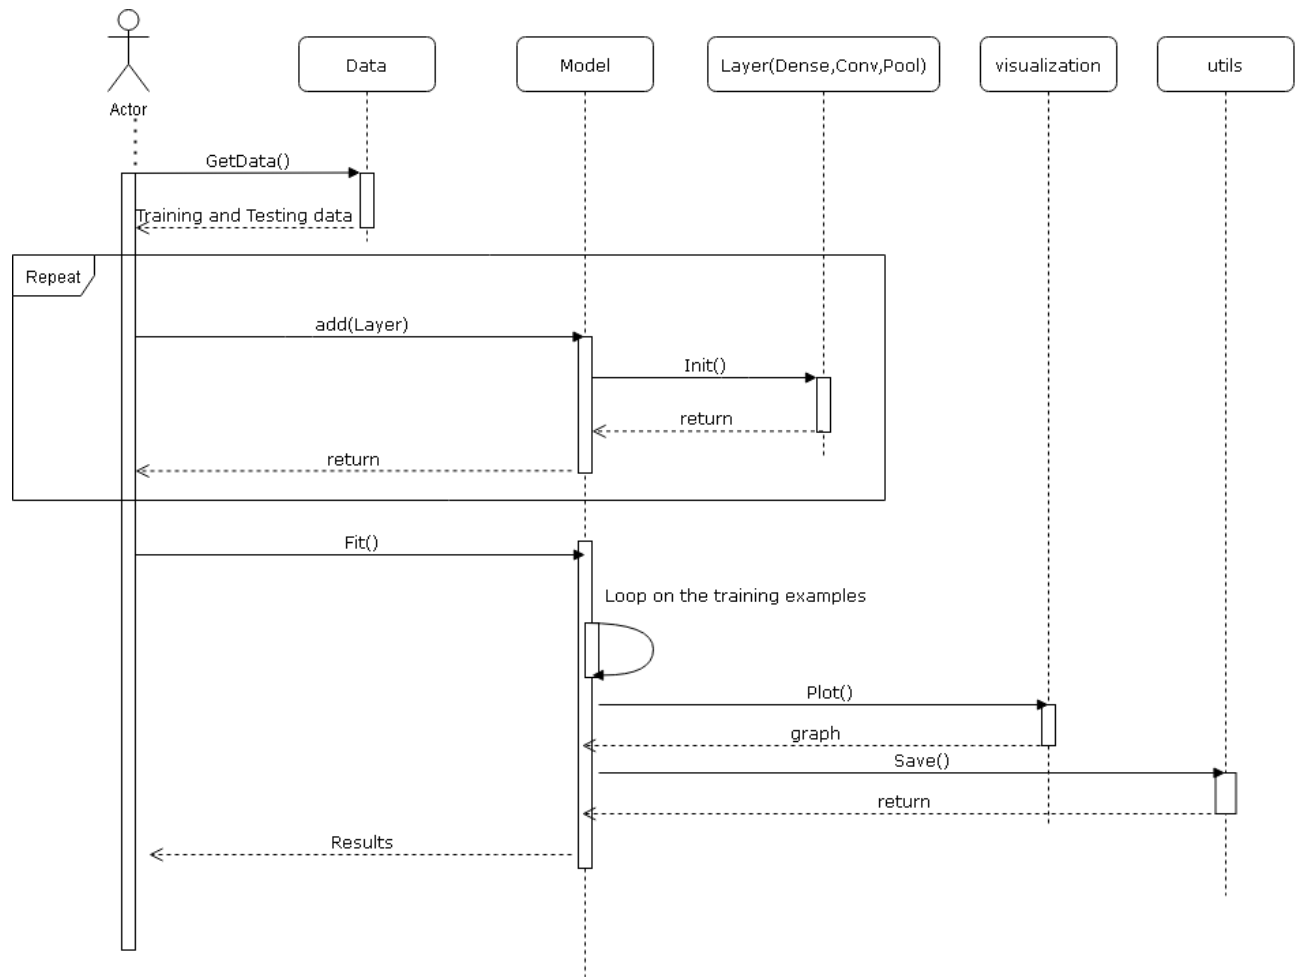 Actor
Data
Model
Layer(Dense,Conv,Pool)
visualization
utils
GetData()
Training and Testing data
Repeat
add(Layer)
Init()
return
return
Fit()
Loop on the training examples
Plot()
graph
Save()
return
Results